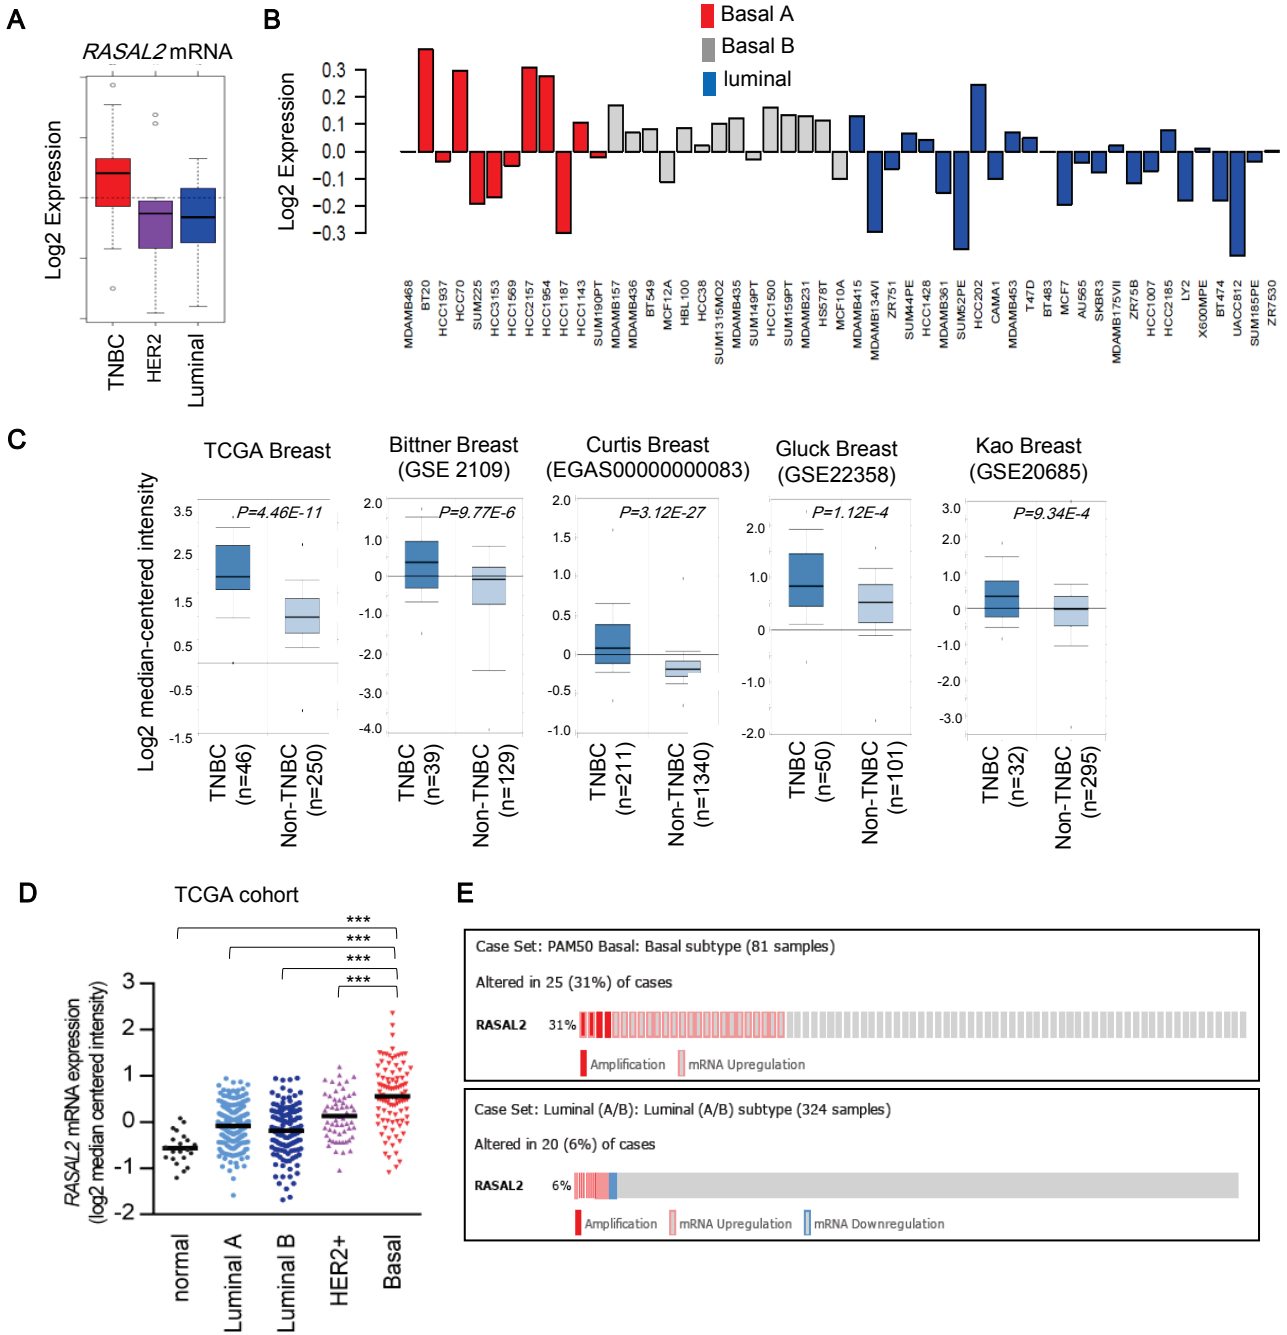 A
RASAL2 mRNA
Log2 Expression
TNBC
HER2
Luminal
B
Basal A
Basal B
luminal
Log2 Expression
0.3
0.2
0.1
0.0
−0.1
−0.2
−0.3
MDAMB468
BT20
HCC1937
HCC70
SUM225
HCC3153
HCC1569
HCC2157
HCC1954
HCC1187
HCC1143
SUM190PT
MDAMB157
MDAMB436
BT549
MCF12A
HBL100
HCC38
SUM1315MO2
MDAMB435
SUM149PT
HCC1500
SUM159PT
MDAMB231
HS578T
MCF10A
MDAMB415
MDAMB134VI
ZR751
SUM44PE
HCC1428
MDAMB361
SUM52PE
HCC202
CAMA1
MDAMB453
T47D
BT483
MCF7
AU565
SKBR3
MDAMB175VII
ZR75B
HCC1007
HCC2185
LY2
X600MPE
BT474
UACC812
SUM185PE
ZR7530
C
Log2 median-centered intensity
TCGA Breast
P=4.46E-11
3.5
2.5
1.5
0.5
-0.5
-1.5
TNBC
(n=46)
Non-TNBC
(n=250)
Bittner Breast
(GSE 2109)
P=9.77E-6
2.0
1.0
0
-1.0
-2.0
-3.0
-4.0
TNBC
(n=39)
Non-TNBC
(n=129)
Curtis Breast
(EGAS00000000083)
P=3.12E-27
2.0
1.5
1.0
0.5
0
-0.5
-1.0
TNBC
(n=211)
Non-TNBC
(n=1340)
Gluck Breast
(GSE22358)
P=1.12E-4
2.0
1.0
0
-1.0
-2.0
TNBC
(n=50)
Non-TNBC
(n=101)
Kao Breast
(GSE20685)
P=9.34E-4
3.0
2.0
1.0
0
-1.0
-2.0
-3.0
TNBC
(n=32)
Non-TNBC
(n=295)
D
TCGA cohort
***
***
***
***
RASAL2 mRNA expression
(log2 median centered intensity)
3
2
1
0
-1
-2
normal
Luminal A
Luminal B
HER2+
Basal
E
Case Set: PAM50 Basal: Basal subtype (81 samples)
Altered in 25 (31%) of cases
RASAL2 31%
Amplification mRNA Upregulation
Case Set: Luminal (A/B): Luminal (A/B) subtype (324 samples)
Altered in 20 (6%) of cases
RASAL2 6%
Amplification mRNA Upregulation mRNA Downregulation